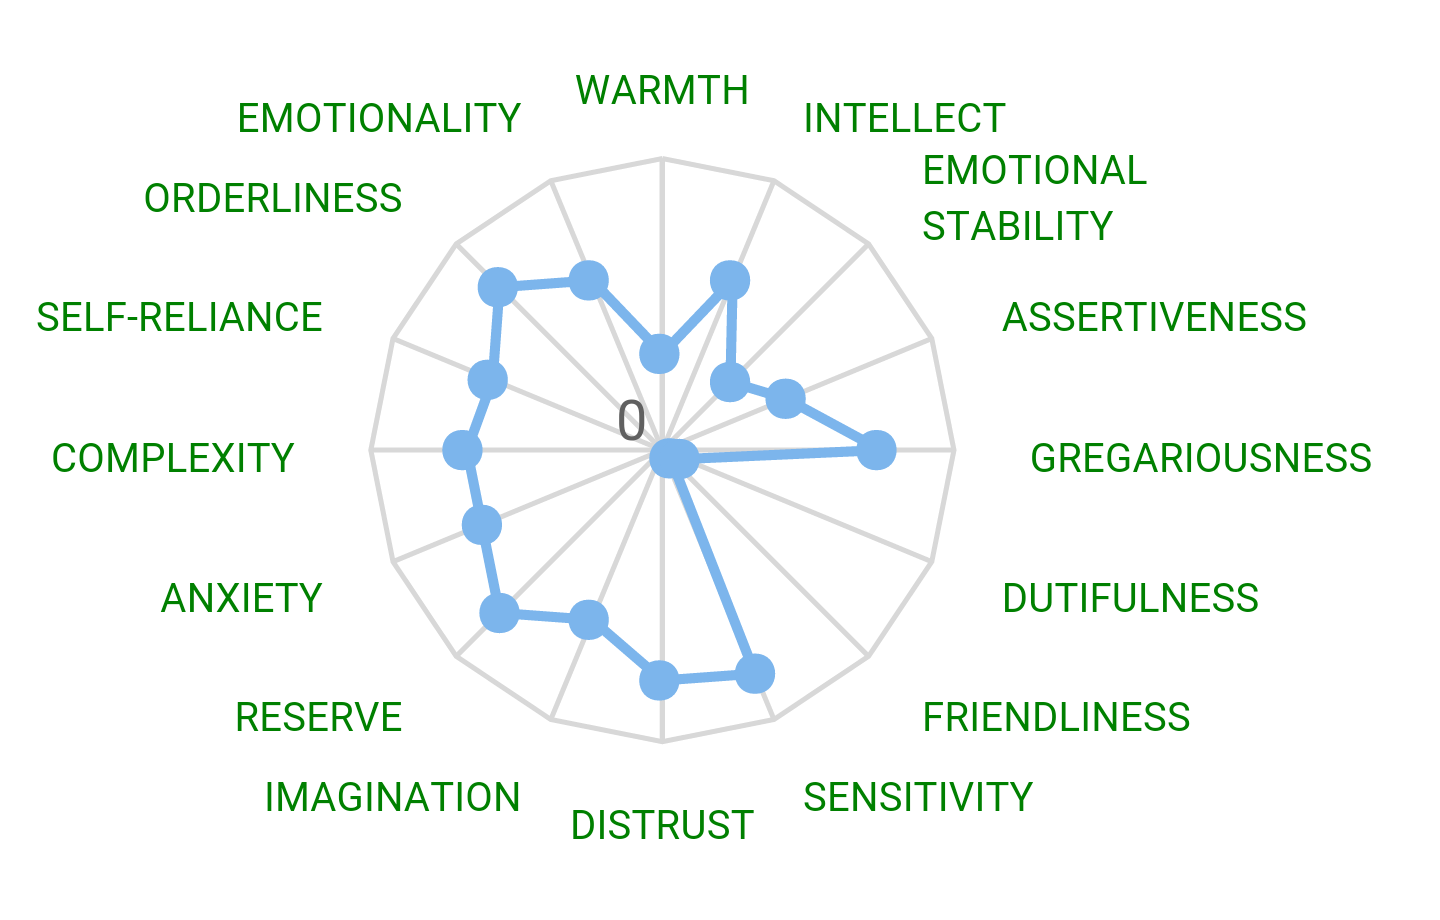 WARMTH
EMOTIONALITY
INTELLECT
EMOTIONAL
STABILITY
ORDERLINESS
SELF-RELIANCE
ASSERTIVENESS
0
COMPLEXITY
GREGARIOUSNESS
ANXIETY
DUTIFULNESS
RESERVE
FRIENDLINESS
IMAGINATION
SENSITIVITY
DISTRUST